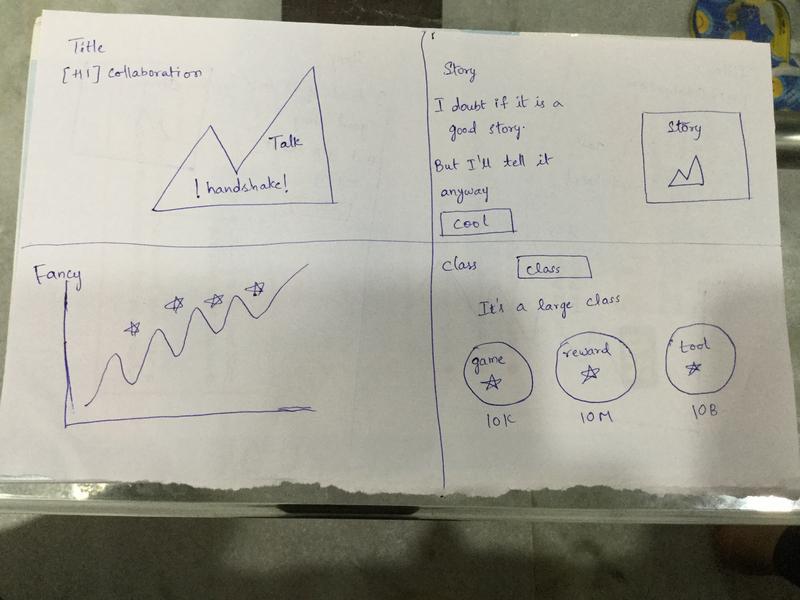 Title
[H1] Collaboration
Talk
! handshake!
Story
I doubt if it is a
good story.
But I'll tell it
anyway
cool
Story
Fancy
Class
class
It's a large class
game
reward
tool
10K
10M
10B